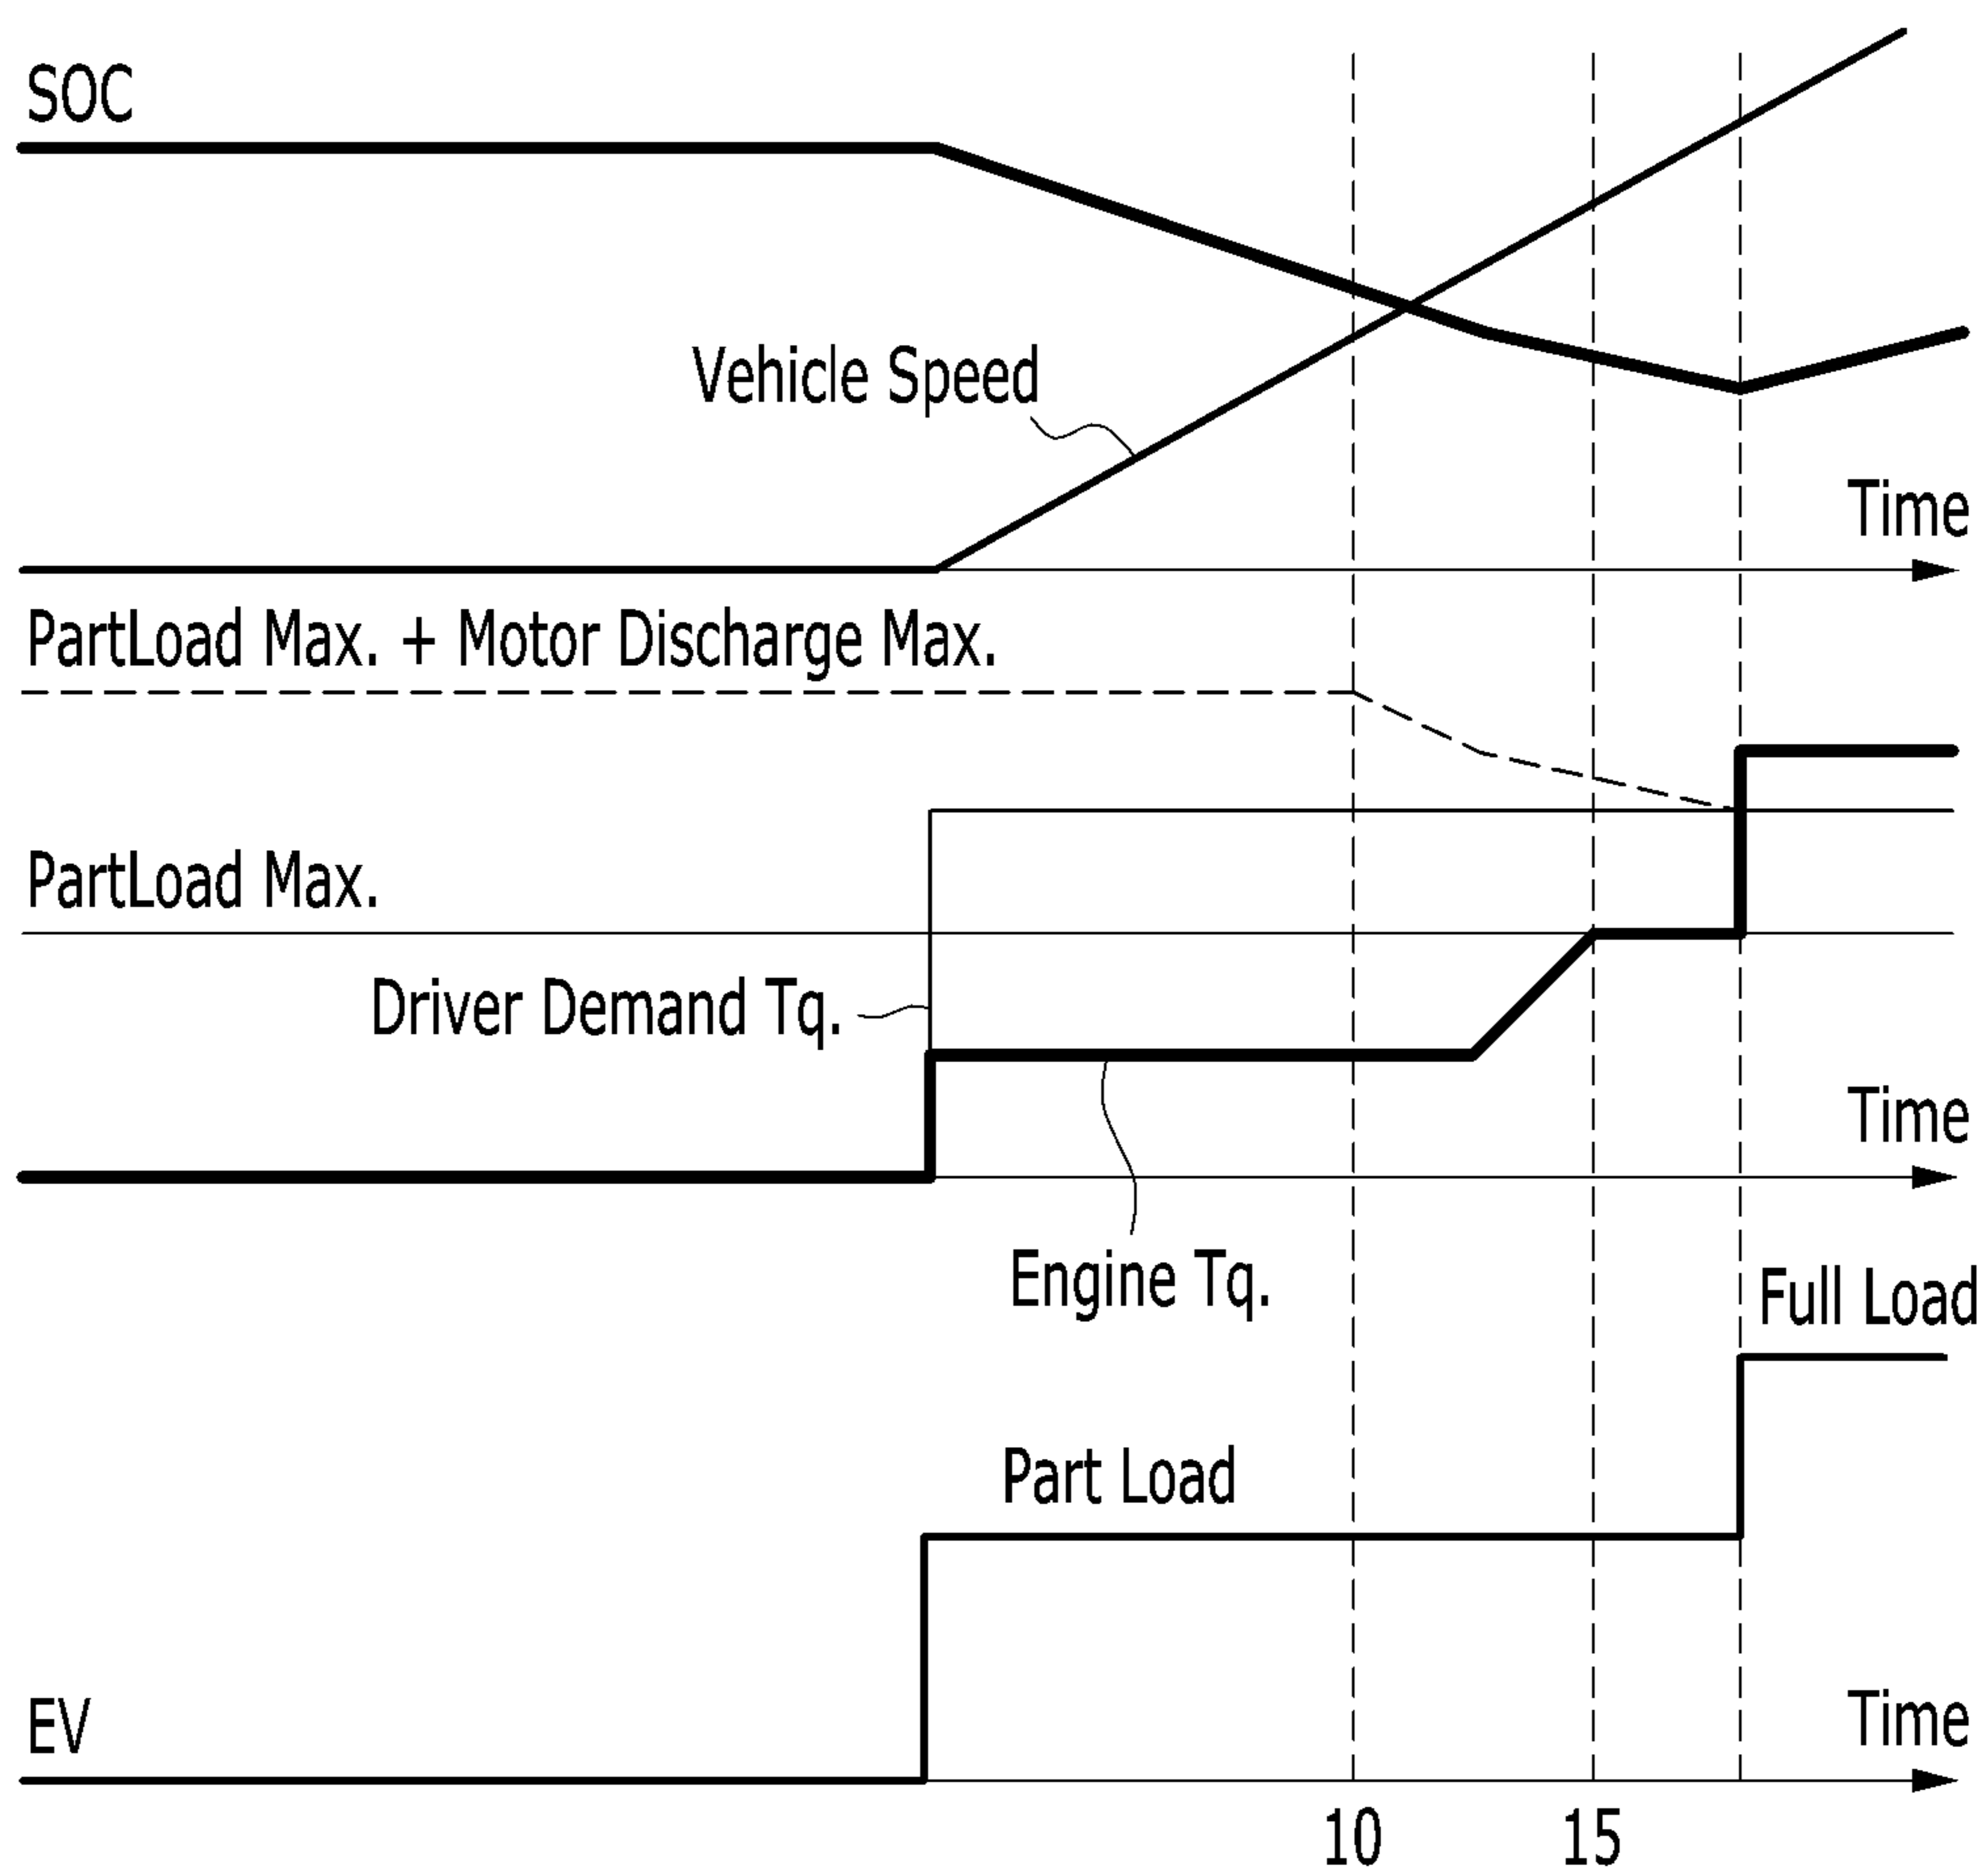 SOC
Vehicle Speed
Time
PartLoad Max. + Motor Discharge Max.
PartLoad Max.
Driver Demand Tq.
Time
Engine Tq.
Full Load
Part Load
EV
Time
10
15